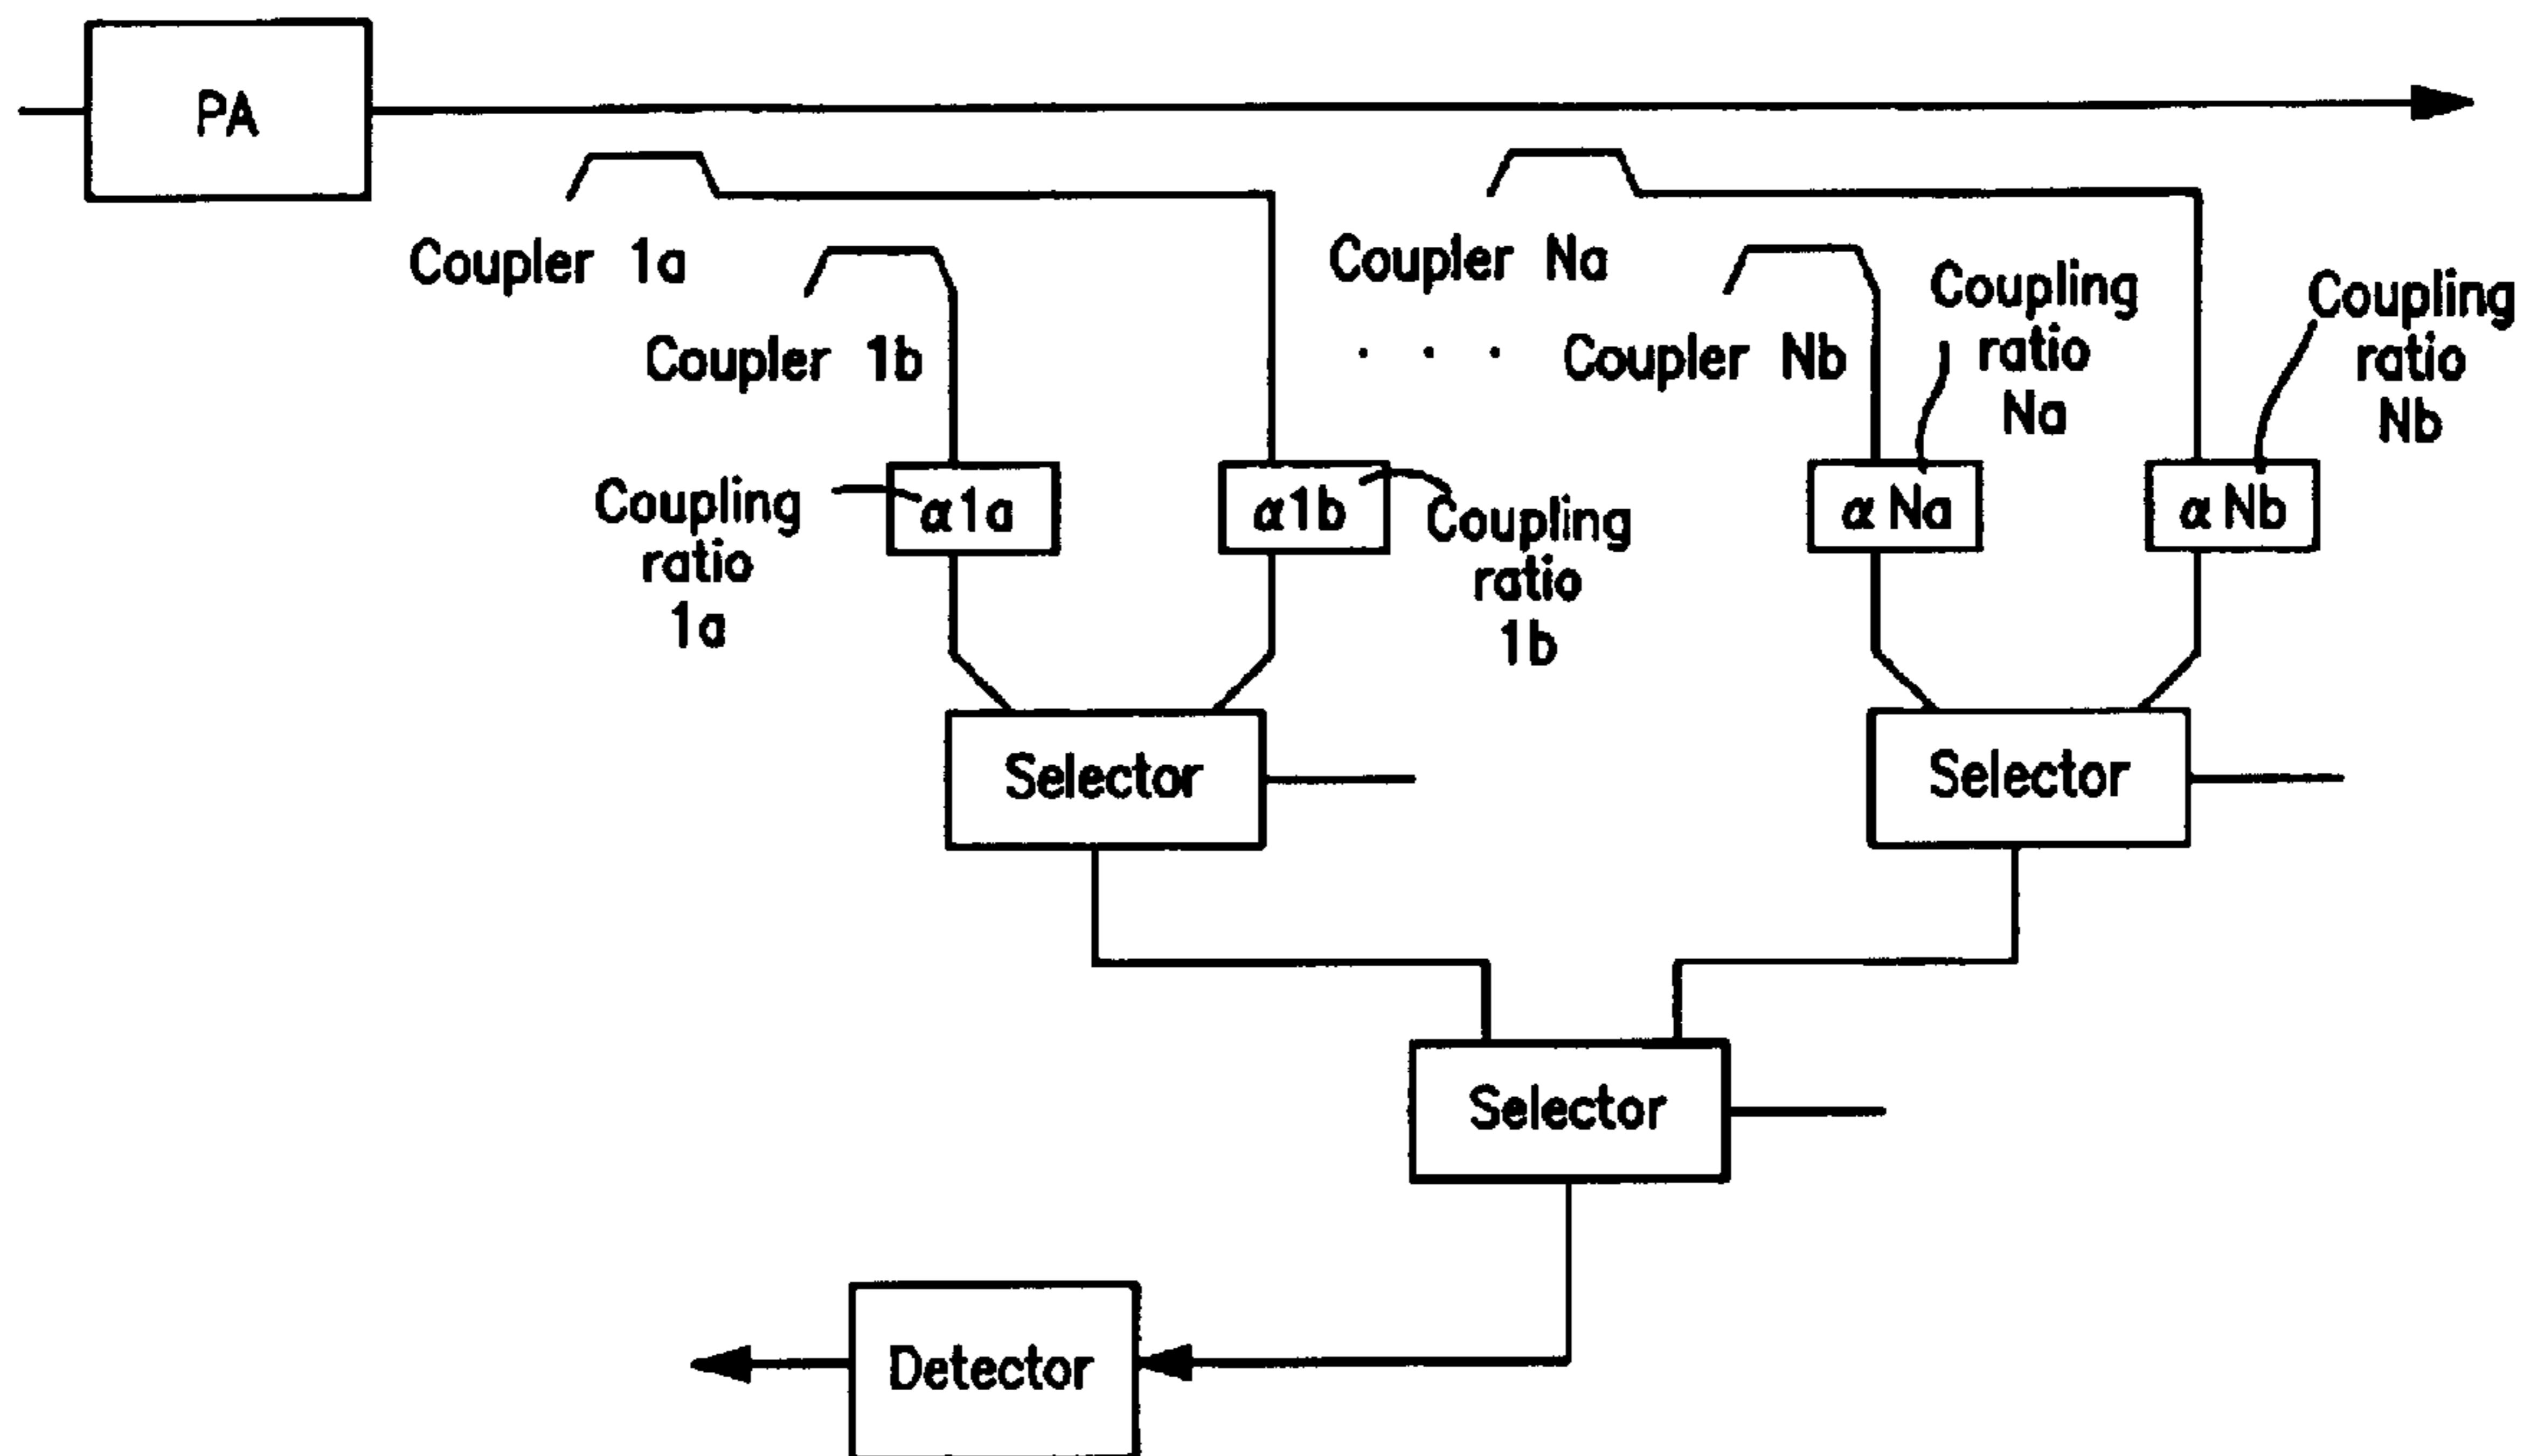 PA
Coupler 1a
Coupler 1b
Coupler Na
. . .
Coupler Nb
Coupling
ratio
Na
Coupling
ratio
Nb
Coupling
ratio
1a
α1a
α1b
Coupling
ratio
1b
α Na
α Nb
Selector
Selector
Selector
Detector